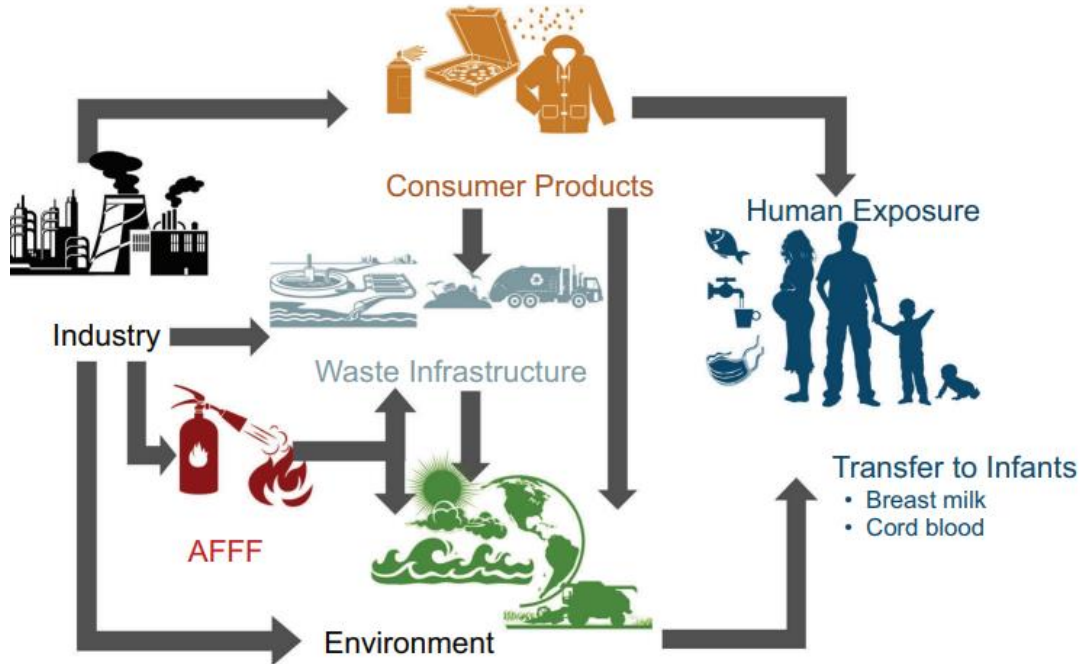 Consumer Products
Human Exposure
Industry
Waste Infrastructure
Transfer to Infants
• Breast milk
• Cord blood
AFFF
Environment